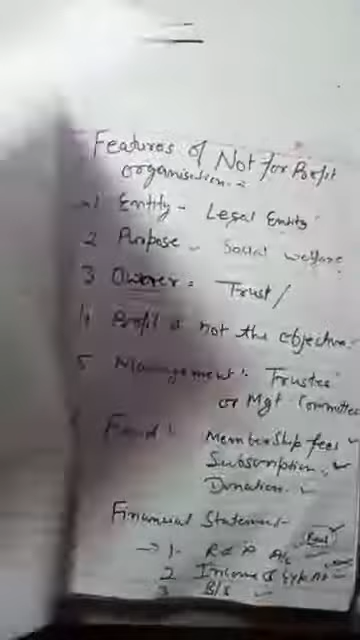 Features of Not for Profit
organisation :-
1 Entity - Legal Entity
2 Purpose - Social welfare
3 Owner : Trust /
4 Profit is not the objective
5 Management : Trustee
or Mgt Committee
Fund : Membership fees ✓
Subscription ✓
Donation ✓
Financial Statement -
→ 1. R & P A/c
2 Income & Exp A/c
3 B/S ✓